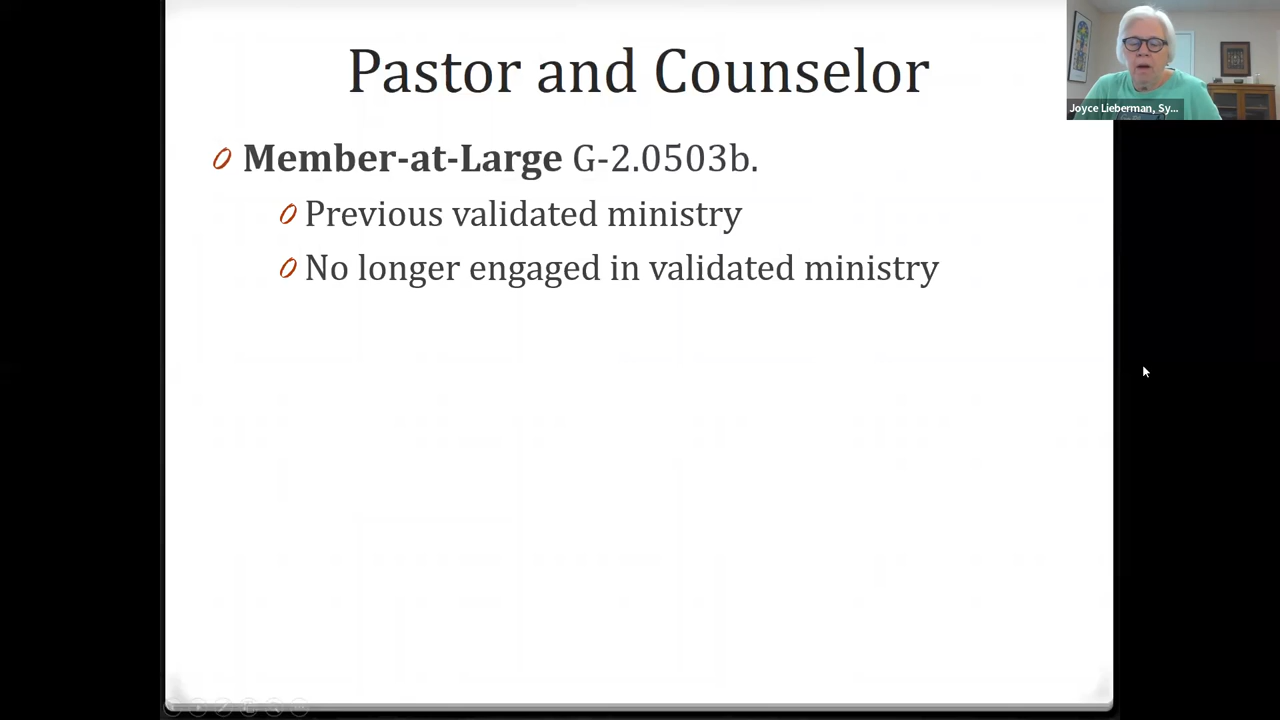 Pastor and Counselor
Member-at-Large G-2.0503b.
Previous validated ministry
No longer engaged in validated ministry
Joyce Lieberman, Sy...